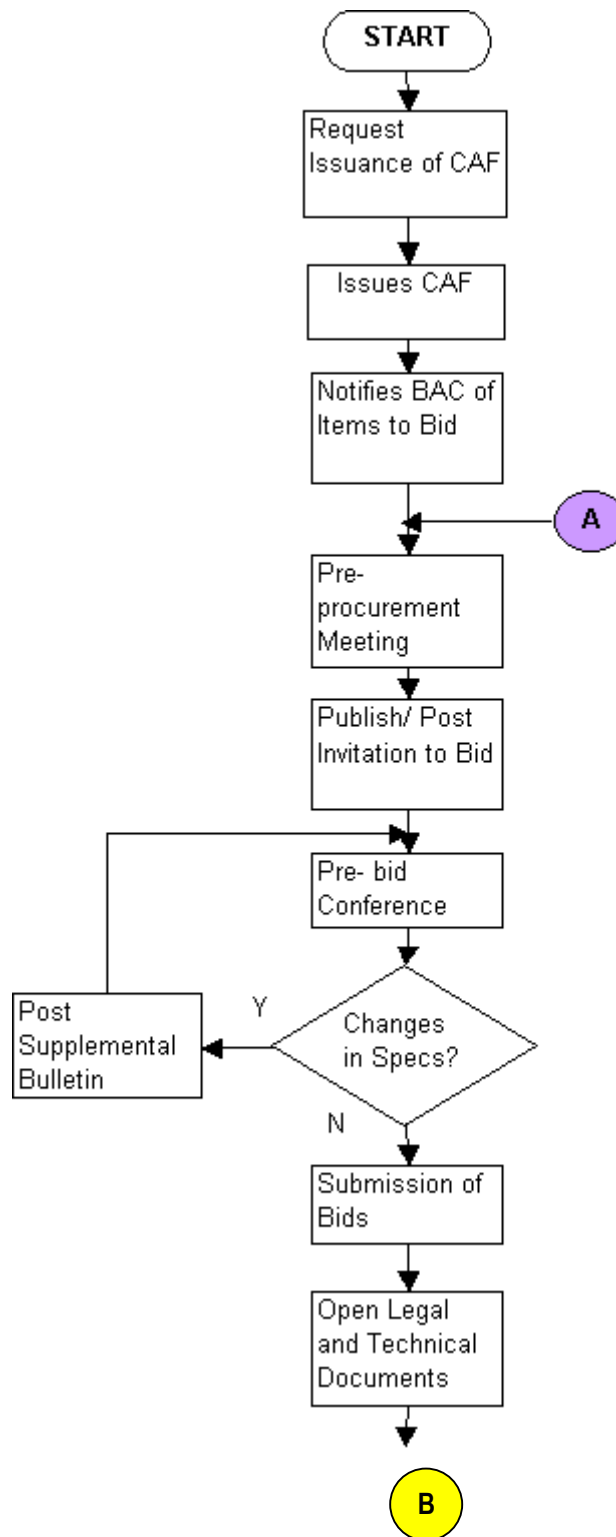 START
Request
Issuance of CAF
Issues CAF
Notifies BAC of
Items to Bid
A
Pre-
procurement
Meeting
Publish/ Post
Invitation to Bid
Pre- bid
Conference
Changes
in Specs?
Y
Post
Supplemental
Bulletin
N
Submission of
Bids
Open Legal
and Technical
Documents
B